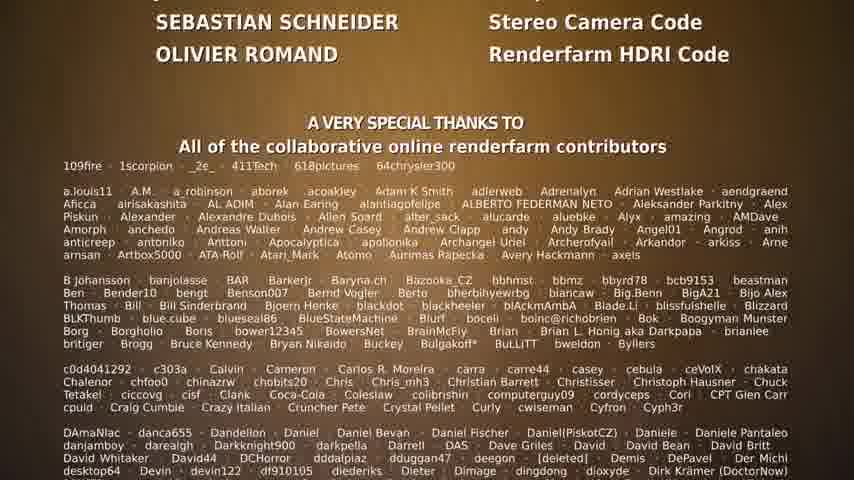 SEBASTIAN SCHNEIDER Stereo Camera Code
OLIVIER ROMAND Renderfarm HDRI Code
A VERY SPECIAL THANKS TO
All of the collaborative online renderfarm contributors
109fire · 1scorpion · _2e_ · 411Tech · 618pictures · 64chrysler300
a.louis11 · A.M. · a_robinson · aborek · acoakley · Adam K Smith · adlerweb · Adrenalyn · Adrian Westlake · aendgraend
Aficca · airisakashita · AL ADIM · Alan Earing · alantiagofelipe · ALBERTO FEDERMAN NETO · Aleksander Parkitny · Alex
Piskun · Alexander · Alexandre Dubois · Allen Soard · alter_sack · alucarde · aluebke · Alyx · amazing · AMDave
Amorph · anchedo · Andreas Walter · Andrew Casey · Andrew Clapp · andy · Andy Brady · Angel01 · Angrod · anih
anticreep · antoniko · Anttoni · Apocalyptica · apolionika · Archangel Uriel · Archerofyail · Arkandor · arkiss · Arne
arnsan · Artbox5000 · ATA-Rolf · Atari_Mark · Atomo · Aurimas Rapecka · Avery Hackmann · axels
B Johansson · banjolasse · BAR · BarkerJr · Baryna.ch · Bazooka_CZ · bbhmst · bbmz · bbyrd78 · bcb9153 · beastman
Ben · Bender10 · bengt · Benson007 · Bernd Vogler · Berto · bherbihyewrbg · biancaw · Big.Benn · BigA21 · Bijo Alex
Thomas · Bill · Bill Sinderbrand · Bjoern Henke · blackdot · blackheeler · blAckAmbA · Blade.Li · blissfulshelle · Blizzard
BLKThumb · blue.cube · blueseal86 · BlueStateMachine · Blurf · boceli · boinc@richobrien · Bok · Boogyman Munster
Borg · Borgholio · Boris · bower12345 · BowersNet · BrainMcFly · Brian · Brian L. Honig aka Darkpapa · brianlee
britiger · Brogg · Bruce Kennedy · Bryan Nikaido · Buckey · Bulgakoff* · BuLLiTT · bweldon · Byllers
c0d4041292 · c303a · Calvin · Cameron · Carlos R. Moreira · carra · carre44 · casey · cebula · ceVoIX · chakata
Chalenor · chfoo0 · chinazrw · chobits20 · Chris · Chris_mh3 · Christian Barrett · Christisser · Christoph Hausner · Chuck
Tetakel · ciccovg · cisf · Clank · Coca-Coia · Coleslaw · colibrishin · computerguy09 · cordyceps · Cori · CPT Glen Carr
cpuid · Craig Cumbie · Crazy Italian · Cruncher Pete · Crystal Pellet · Curly · cwiseman · Cyfron · Cyph3r
DAmaNiac · danca655 · Dandelion · Daniel · Daniel Bevan · Daniel Fischer · Daniel(PiskotCZ) · Daniele · Daniele Pantaleo
danjamboy · darealgh · Darkknight900 · darkpella · Darrell · DAS · Dave Griles · David · David Bean · David Britt
David Whitaker · David44 · DCHorror · dddalpiaz · dduggan47 · deegon · [deleted] · Demis · DePavel · Der Michi
desktop64 · Devin · devin122 · df910105 · diederiks · Dieter · Dimage · dingdong · dioxyde · Dirk Krämer (DoctorNow)